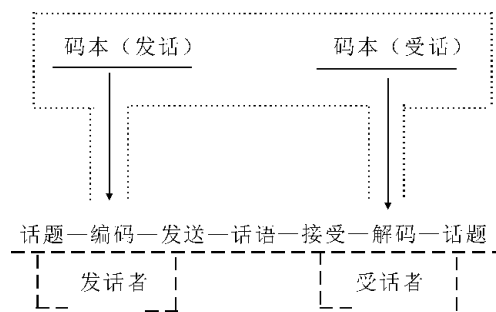 码本（发话） 码本（受话）
话题—编码—发送—话语—接受—解码—话题
发话者 受话者